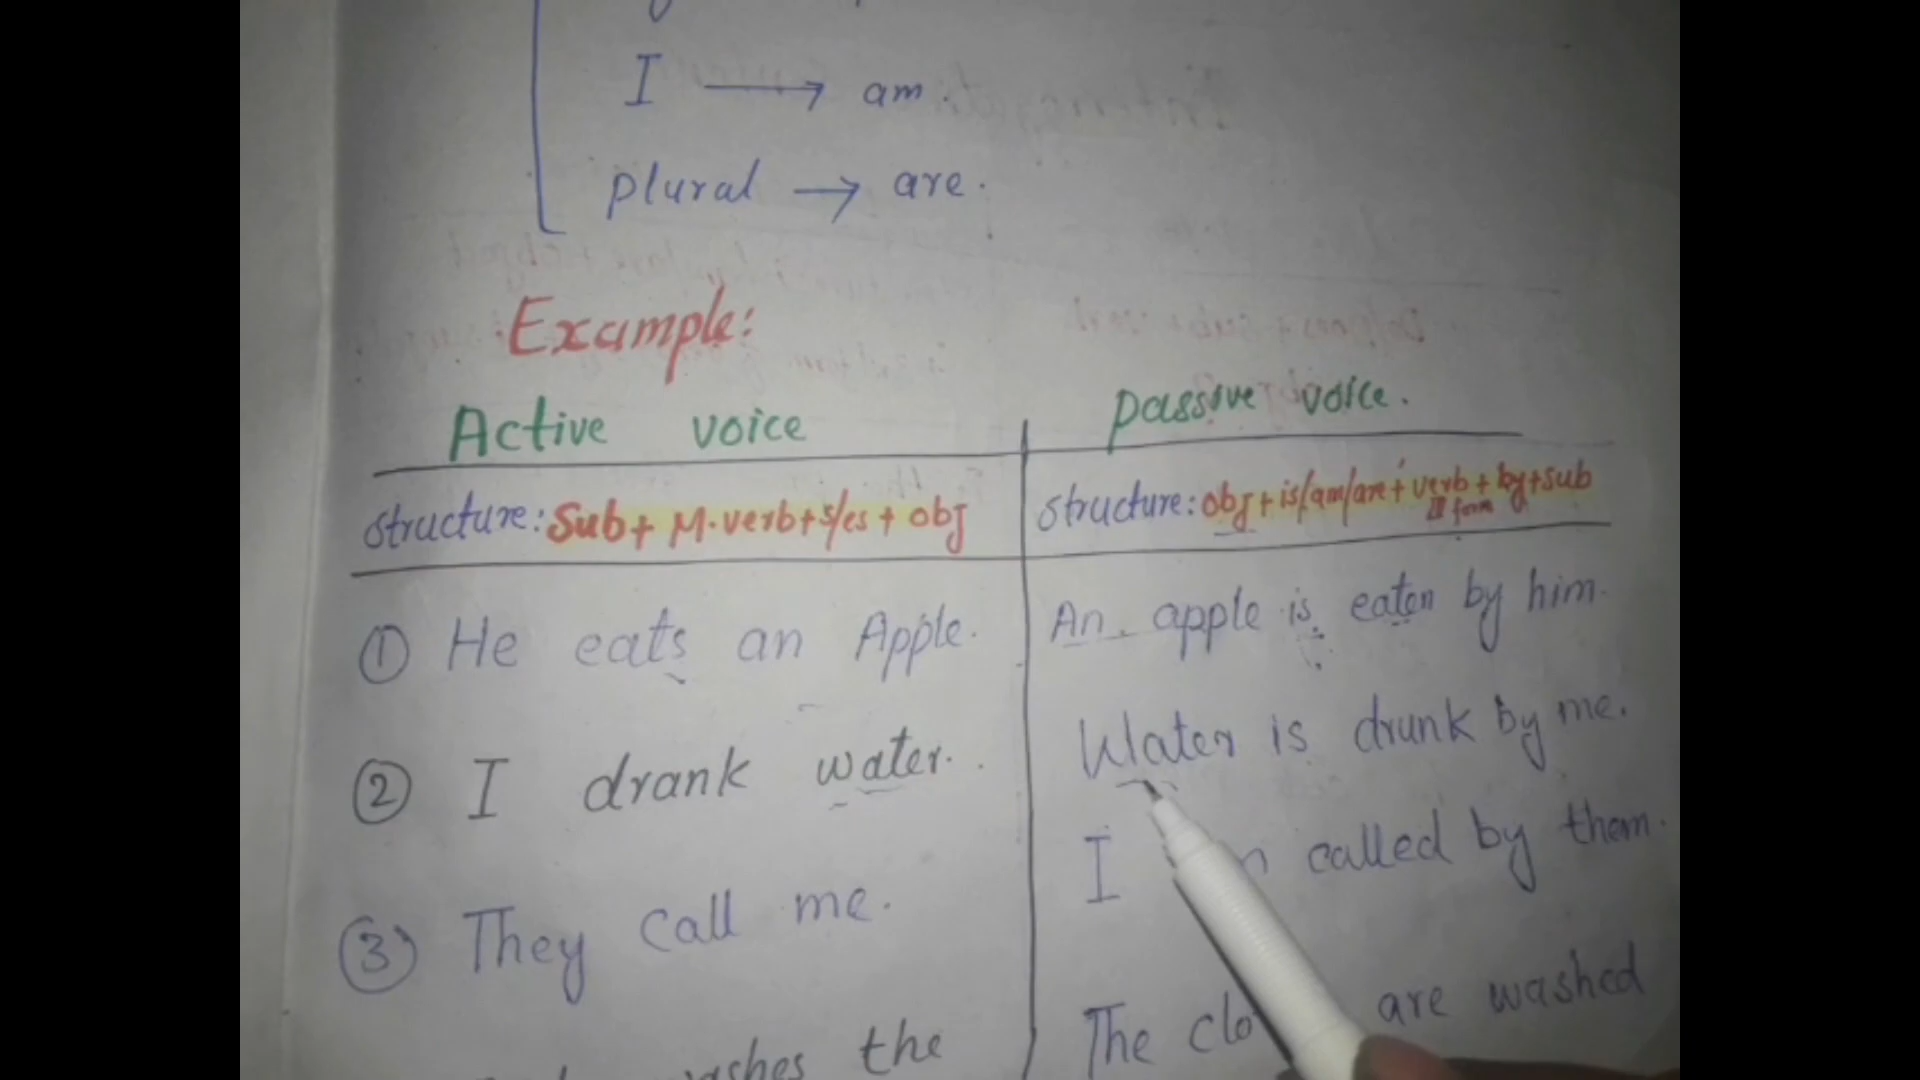 I → am.
plural → are.
Example:
Active voice
passive voice.
structure: Sub + M.verb + s/es + obj
structure: obj + is/am/are + verb + by + sub
III form
① He eats an Apple.
An apple is eaten by him.
② I drank water.
Water is drunk by me.
③ They call me.
I called by them.
the
The are washed